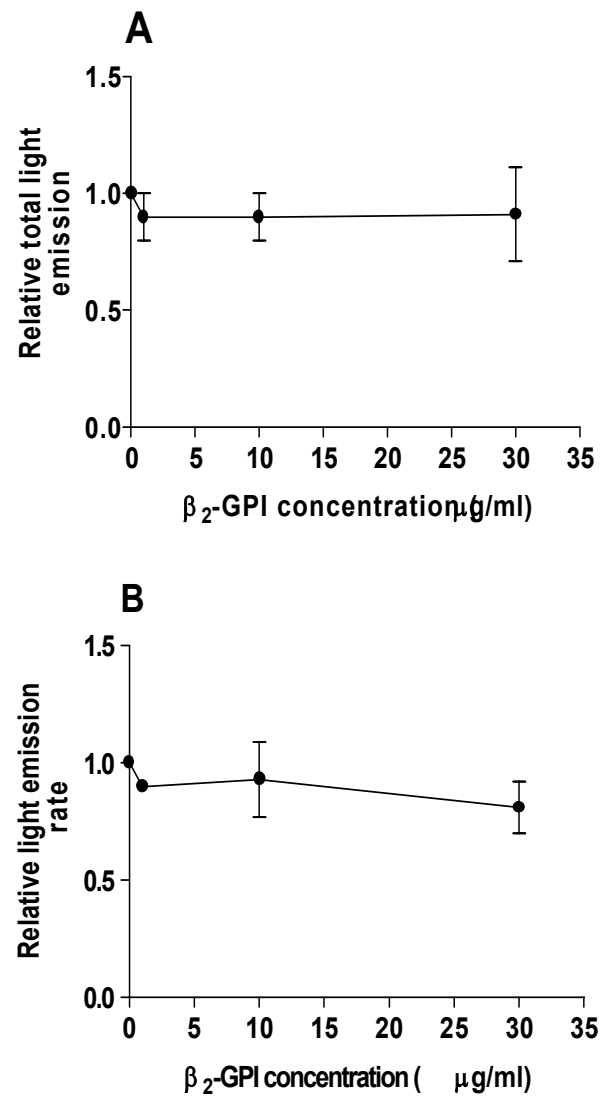 A
1.5
1.0
0.5
0.0
Relative total light
emission
0 5 10 15 20 25 30 35
β2-GPI concentration(μg/ml)
B
1.5
1.0
0.5
0.0
Relative light emission
rate
0 5 10 15 20 25 30 35
β2-GPI concentration ( μg/ml)